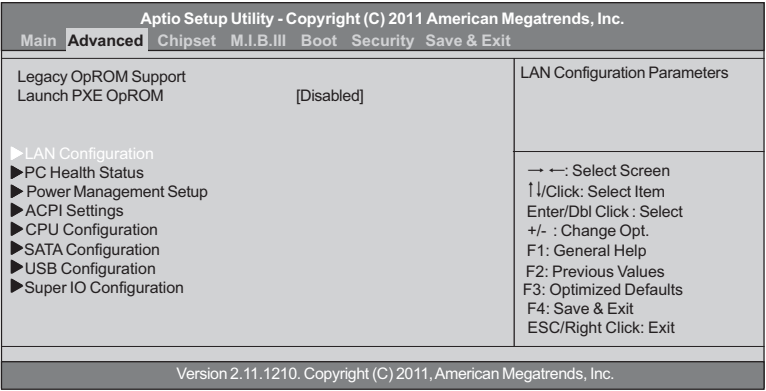 Aptio Setup Utility - Copyright (C) 2011 American Megatrends, Inc.
Main Advanced Chipset M.I.B.III Boot Security Save & Exit
Legacy OpROM Support
Launch PXE OpROM [Disabled]
▶LAN Configuration
▶PC Health Status
▶Power Management Setup
▶ACPI Settings
▶CPU Configuration
▶SATA Configuration
▶USB Configuration
▶Super IO Configuration
LAN Configuration Parameters
→ ←: Select Screen
↑↓/Click: Select Item
Enter/Dbl Click : Select
+/- : Change Opt.
F1: General Help
F2: Previous Values
F3: Optimized Defaults
F4: Save & Exit
ESC/Right Click: Exit
Version 2.11.1210. Copyright (C) 2011, American Megatrends, Inc.